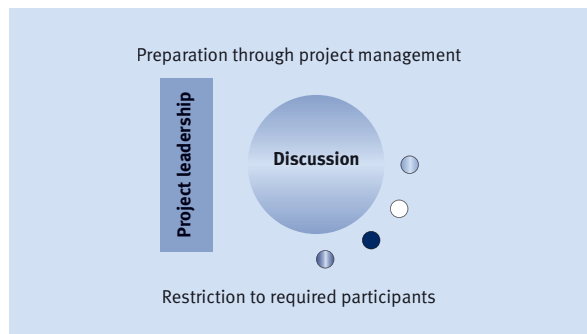 Preparation through project management
Project leadership
Discussion
Restriction to required participants